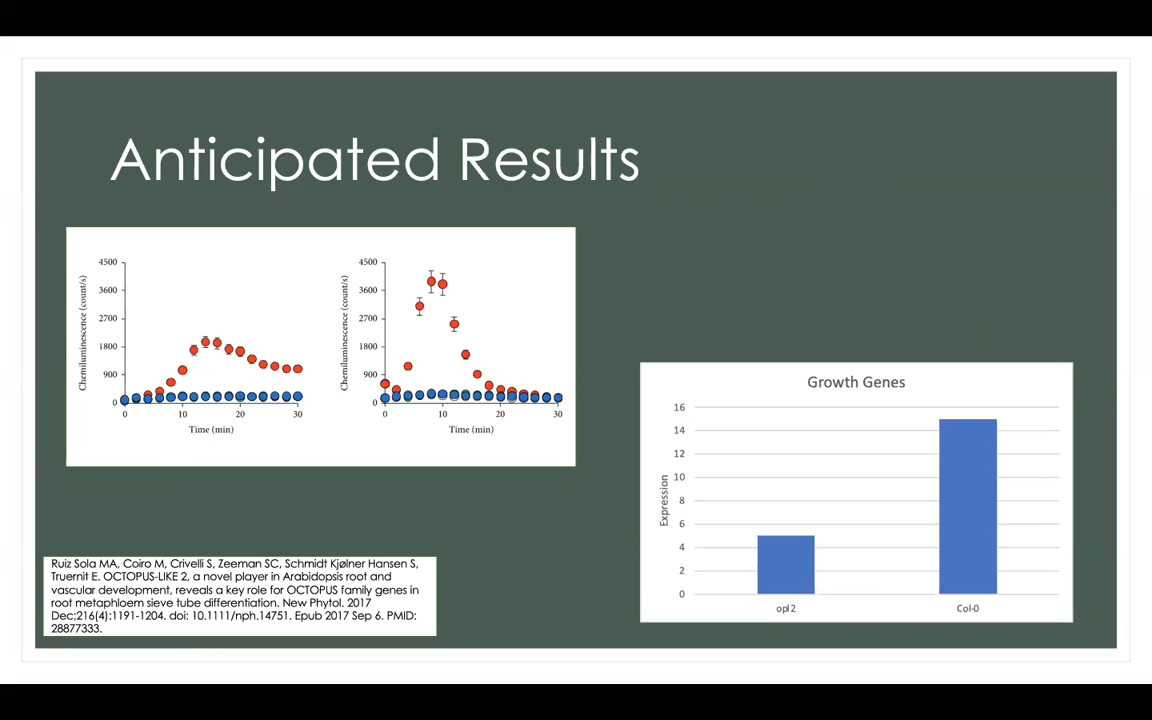 Anticipated Results
4500
3600
2700
1800
900
0
Chemiluminescence (count/s)
0 10 20 30
Time (min)
4500
3600
2700
1800
900
0
Chemiluminescence (count/s)
0 10 20 30
Time (min)
Growth Genes
16
14
12
10
8
6
4
2
0
Expression
opl2 Col-0
Ruiz Sola MA, Coiro M, Crivelli S, Zeeman SC, Schmidt Kjølner Hansen S,
Truernit E. OCTOPUS-LIKE 2, a novel player in Arabidopsis root and
vascular development, reveals a key role for OCTOPUS family genes in
root metaphloem sieve tube differentiation. New Phytol. 2017
Dec;216(4):1191-1204. doi: 10.1111/nph.14751. Epub 2017 Sep 6. PMID:
28877333.